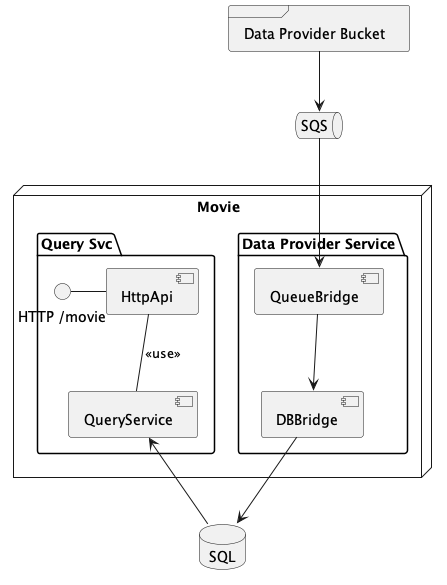 Data Provider Bucket
SQS
Movie
Query Svc
Data Provider Service
HttpApi
QueueBridge
HTTP /movie
«use»
QueryService
DBBridge
SQL